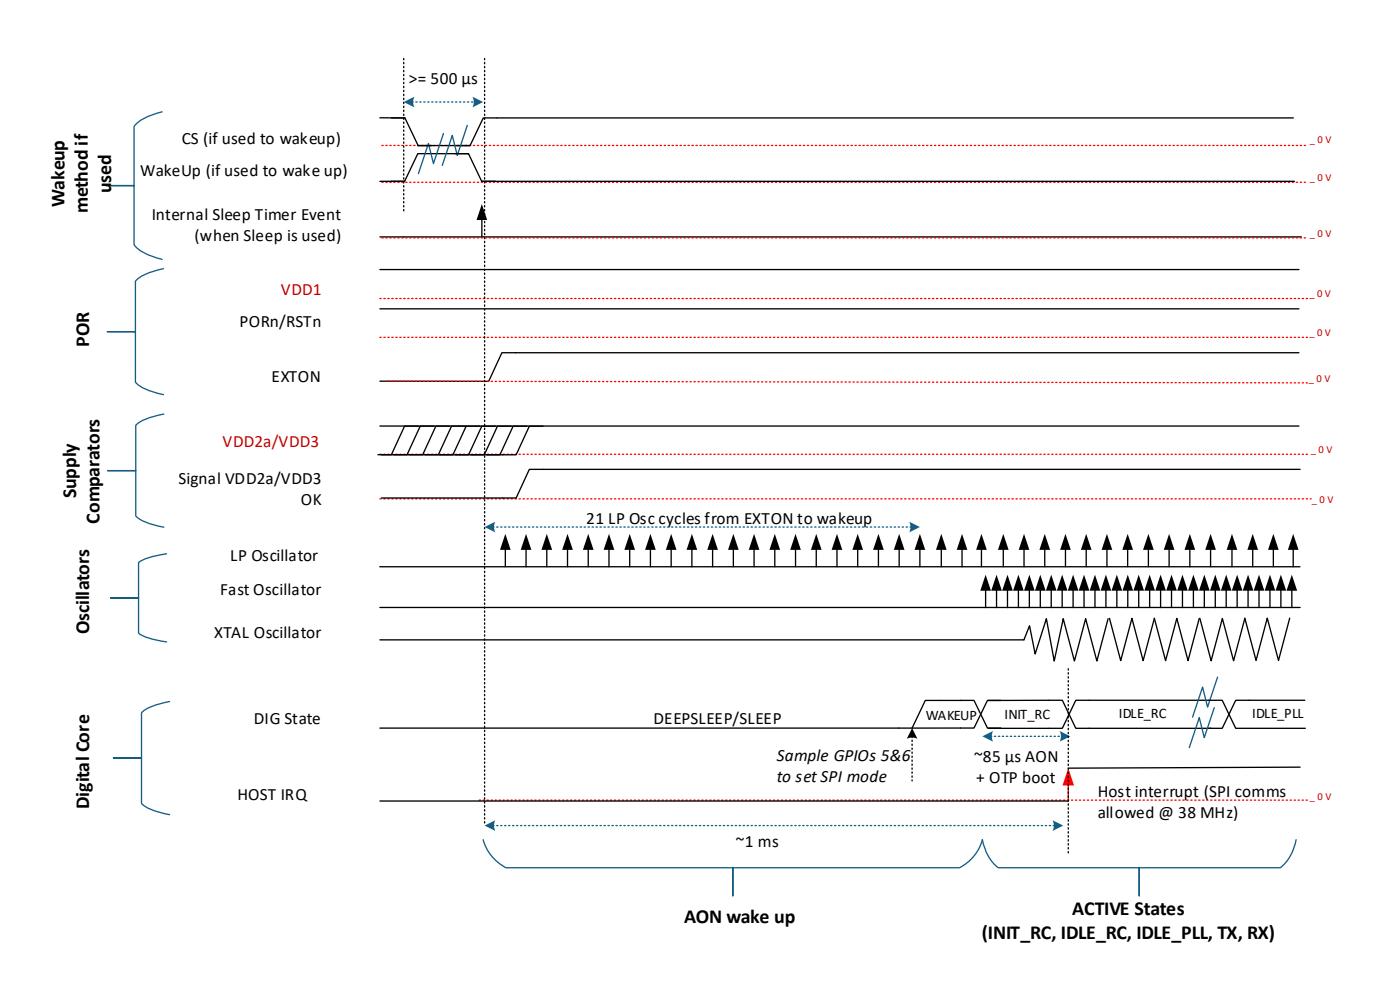 >= 500 µs
Wakeup
method if
used
CS (if used to wakeup)
_ 0 V
WakeUp (if used to wake up)
_ 0 V
Internal Sleep Timer Event
(when Sleep is used)
_ 0 V
POR
VDD1
_ 0 V
PORn/RSTn
_ 0 V
EXTON
_ 0 V
Supply
Comparators
VDD2a/VDD3
_ 0 V
Signal VDD2a/VDD3
OK
_ 0 V
21 LP Osc cycles from EXTON to wakeup
Oscillators
LP Oscillator
Fast Oscillator
XTAL Oscillator
Digital Core
DIG State
DEEPSLEEP/SLEEP
WAKEUP
INIT_RC
IDLE_RC
IDLE_PLL
Sample GPIOs 5&6
to set SPI mode
~85 µs AON
+ OTP boot
HOST IRQ
Host interrupt (SPI comms
allowed @ 38 MHz)
_ 0 V
~1 ms
AON wake up
ACTIVE States
(INIT_RC, IDLE_RC, IDLE_PLL, TX, RX)